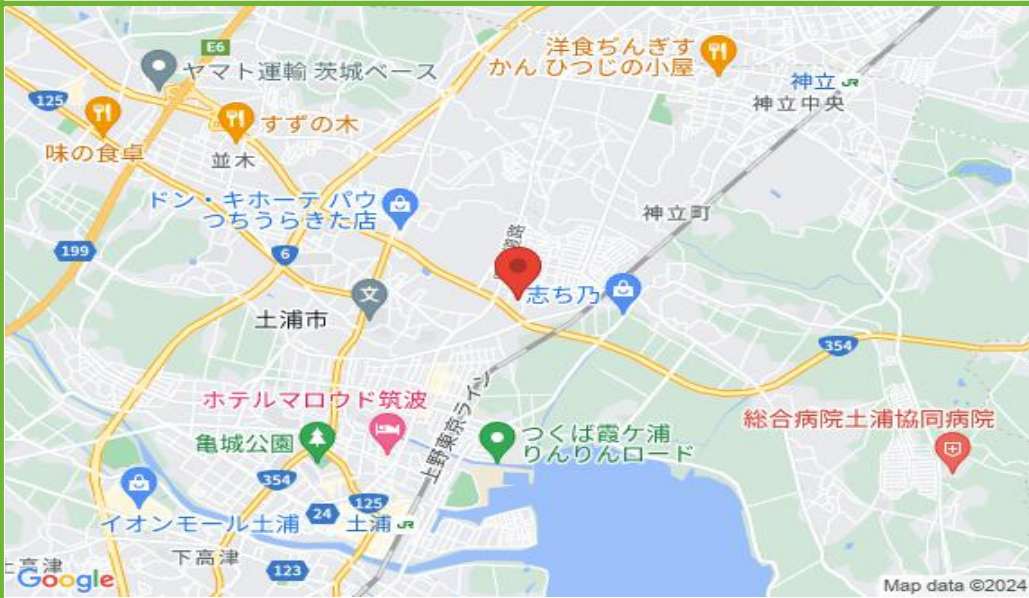 E6
洋食ぢんぎす
かん ひつじの小屋
ヤマト運輸 茨城ベース
神立 JR
神立中央
125
すずの木
味の食卓
並木
ドン・キホーテ パウ
つちうらきた店
神立町
199
6
志ち乃
土浦市
354
上野東京ライン
ホテルマロウド筑波
総合病院土浦協同病院
亀城公園
つくば霞ケ浦
りんりんロード
354
125
24
土浦 JR
イオンモール土浦
下高津
上高津
123
Google
Map data ©2024